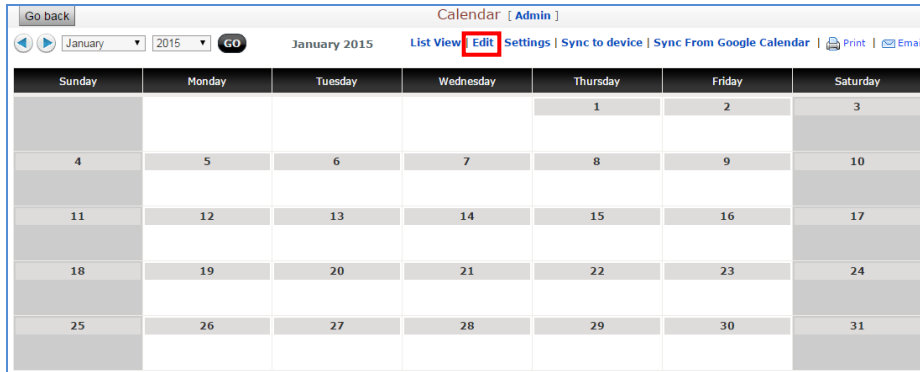 Go back
Calendar [ Admin ]
January 2015 GO January 2015 List View | Edit | Settings | Sync to device | Sync From Google Calendar | Print | Emai
Sunday Monday Tuesday Wednesday Thursday Friday Saturday
1 2 3
4 5 6 7 8 9 10
11 12 13 14 15 16 17
18 19 20 21 22 23 24
25 26 27 28 29 30 31